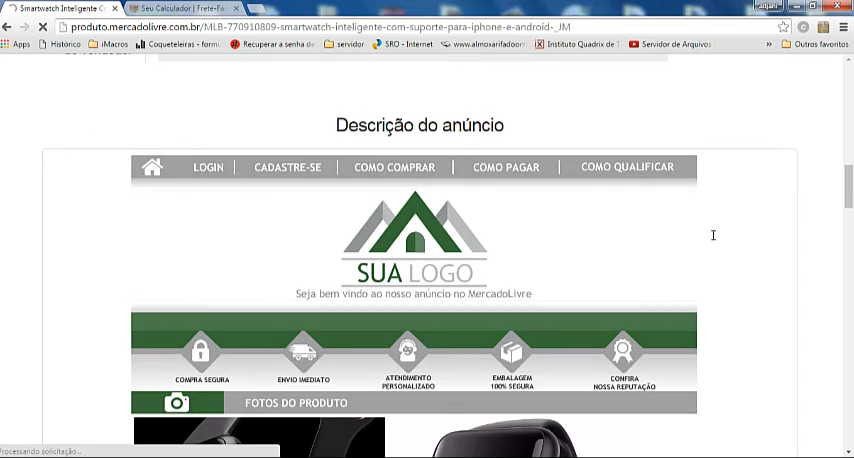 adjani
Smartwatch Inteligente C
Seu Calculador | Frete-Fá
produto.mercadolivre.com.br/MLB-770910809-smartwatch-inteligente-com-suporte-para-iphone-e-android-_JM
Apps Histórico iMacros Coqueteleiras - formu Recuperar a senha de servidor SRO - Internet www.almoxarifadoonl Instituto Quadrix de T Servidor de Arquivos » Outros favoritos
Descrição do anúncio
LOGIN CADASTRE-SE COMO COMPRAR COMO PAGAR COMO QUALIFICAR
SUA LOGO
Seja bem vindo ao nosso anúncio no MercadoLivre
COMPRA SEGURA
ENVIO IMEDIATO
ATENDIMENTO
PERSONALIZADO
EMBALAGEM
100% SEGURA
CONFIRA
NOSSA REPUTAÇÃO
FOTOS DO PRODUTO
Processando solicitação...